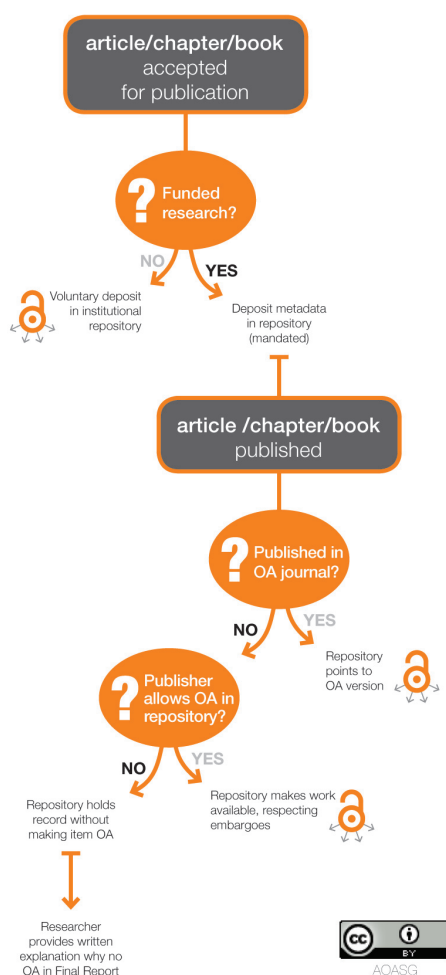 article/chapter/book
accepted
for publication
? Funded
research?
NO
YES
Voluntary deposit
in institutional
repository
Deposit metadata
in repository
(mandated)
article /chapter/book
published
? Published in
OA journal?
NO
YES
Repository
points to
OA version
? Publisher
allows OA in
repository?
NO
YES
Repository holds
record without
making item OA
Repository makes work
available, respecting
embargoes
Researcher
provides written
explanation why no
OA in Final Report
cc
BY
AOASG